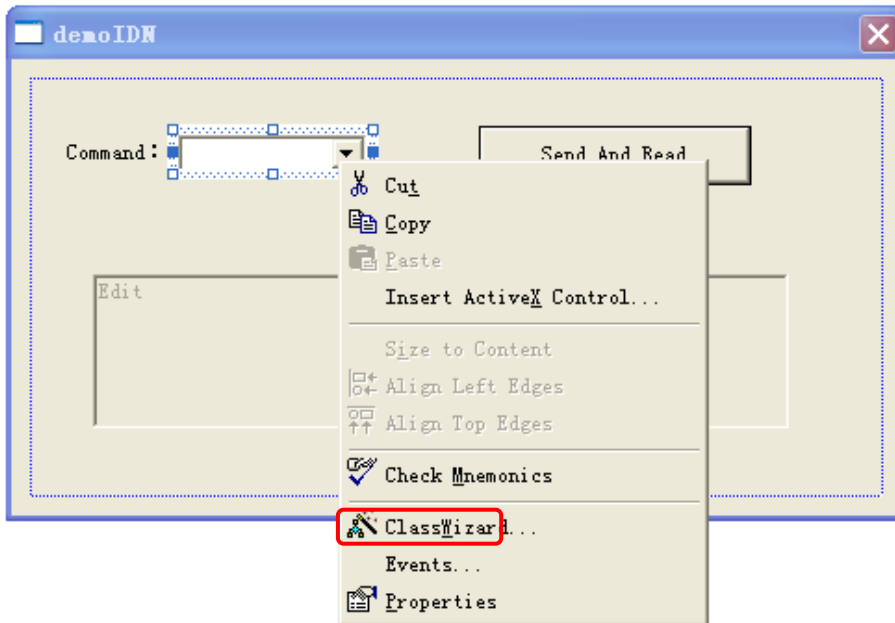 demoIDN
Command:
Send And Read
Cut
Copy
Paste
Edit
Insert ActiveX Control...
Size to Content
Align Left Edges
Align Top Edges
Check Mnemonics
ClassWizard...
Events...
Properties